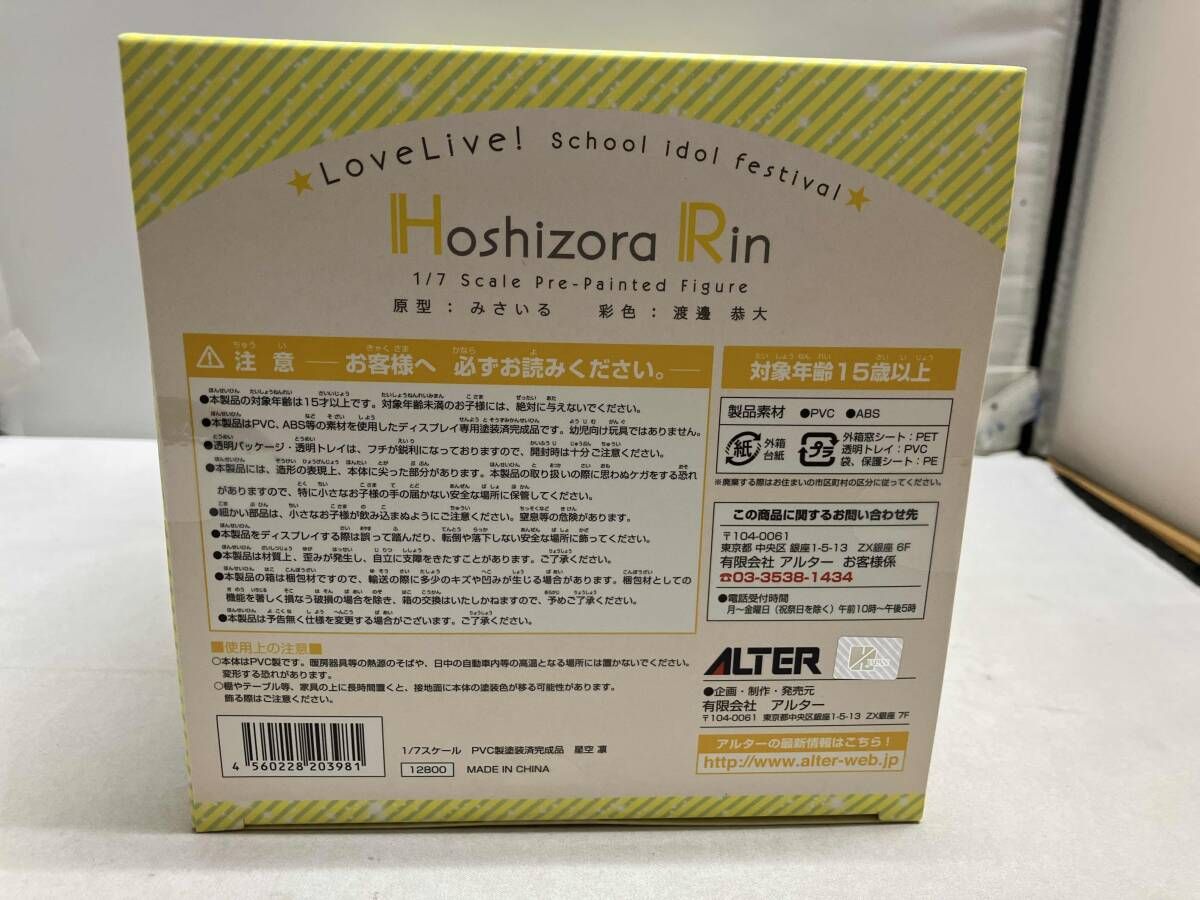 ★LoveLive! School idol festival★
Hoshizora Rin
1/7 Scale Pre-Painted Figure
原型：みさいる　彩色：渡邊 恭大
⚠注意 ― お客様へ 必ずお読みください。―
●本製品の対象年齢は15才以上です。対象年齢未満のお子様には、絶対に与えないでください。
●本製品はPVC、ABS等の素材を使用したディスプレイ専用塗装済完成品です。幼児向け玩具ではありません。
●透明パッケージ・透明トレイは、フチが鋭利になっておりますので、開封時は十分ご注意ください。
●本製品には、造形の表現上、本体に尖った部分があります。本製品の取り扱いの際に思わぬケガをする恐れ
がありますので、特に小さなお子様の手の届かない安全な場所に保管してください。
●細かい部品は、小さなお子様が飲み込まぬようにご注意ください。窒息等の危険があります。
●本製品をディスプレイする際は誤って踏んだり、転倒や落下しない安全な場所に飾ってください。
●本製品は材質上、歪みが発生し、自立に支障をきたすことがあります。ご了承ください。
●本製品の箱は梱包材ですので、輸送の際に多少のキズや凹みが生じる場合があります。梱包材としての
機能を著しく損なう破損の場合を除き、箱の交換はいたしかねますので、予めご了承ください。
●本製品は予告無く仕様を変更する場合がございます。ご了承ください。
■使用上の注意■
○本体はPVC製です。暖房器具等の熱源のそばや、日中の自動車内等の高温となる場所には置かないでください。
変形する恐れがあります。
○棚やテーブル等、家具の上に長時間置くと、接地面に本体の塗装色が移る可能性があります。
飾る際はご注意ください。
4 560228 203981
1/7スケール　PVC製塗装済完成品　星空 凛
12800　MADE IN CHINA
対象年齢15歳以上
製品素材　●PVC　●ABS
紙　外箱
台紙
プラ　外箱窓シート：PET
透明トレイ：PVC
袋、保護シート：PE
※廃棄する際はお住まいの市区町村の区分に従ってください。
この商品に関するお問い合わせ先
〒104-0061
東京都 中央区 銀座1-5-13　ZX銀座 6F
有限会社 アルター お客様係
☎03-3538-1434
●電話受付時間
月～金曜日（祝祭日を除く）午前10時～午後5時
ALTER
●企画・制作・発売元
有限会社　アルター
〒104-0061　東京都中央区銀座1-5-13　ZX銀座 7F
アルターの最新情報はこちら！
http://www.alter-web.jp